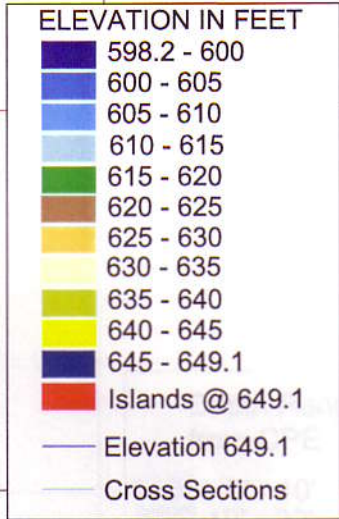 ELEVATION IN FEET
598.2 - 600
600 - 605
605 - 610
610 - 615
615 - 620
620 - 625
625 - 630
630 - 635
635 - 640
640 - 645
645 - 649.1
Islands @ 649.1
Elevation 649.1
Cross Sections